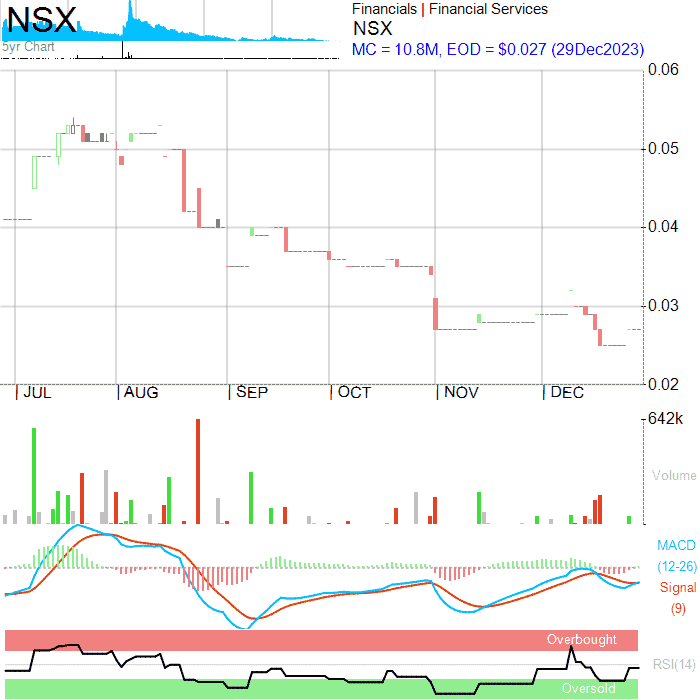 NSX
5yr Chart
Financials | Financial Services
NSX
MC = 10.8M, EOD = $0.027 (29Dec2023)
0.06
0.05
0.04
0.03
0.02
JUL AUG SEP OCT NOV DEC
642k
Volume
MACD
(12-26)
Signal
(9)
Overbought
RSI(14)
Oversold